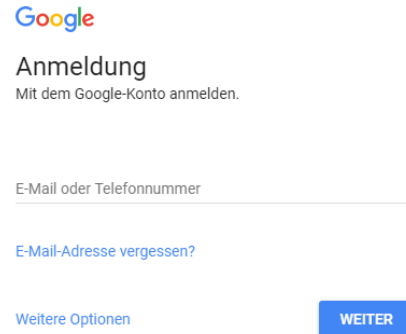 Google
Anmeldung
Mit dem Google-Konto anmelden.
E-Mail oder Telefonnummer
E-Mail-Adresse vergessen?
Weitere Optionen
WEITER